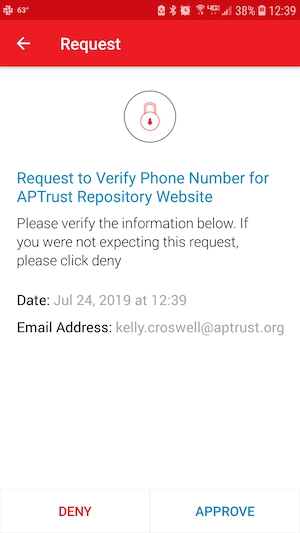 63° 38% 12:39
Request
Request to Verify Phone Number for
APTrust Repository Website
Please verify the information below. If
you were not expecting this request,
please click deny
Date: Jul 24, 2019 at 12:39
Email Address: kelly.croswell@aptrust.org
DENY APPROVE